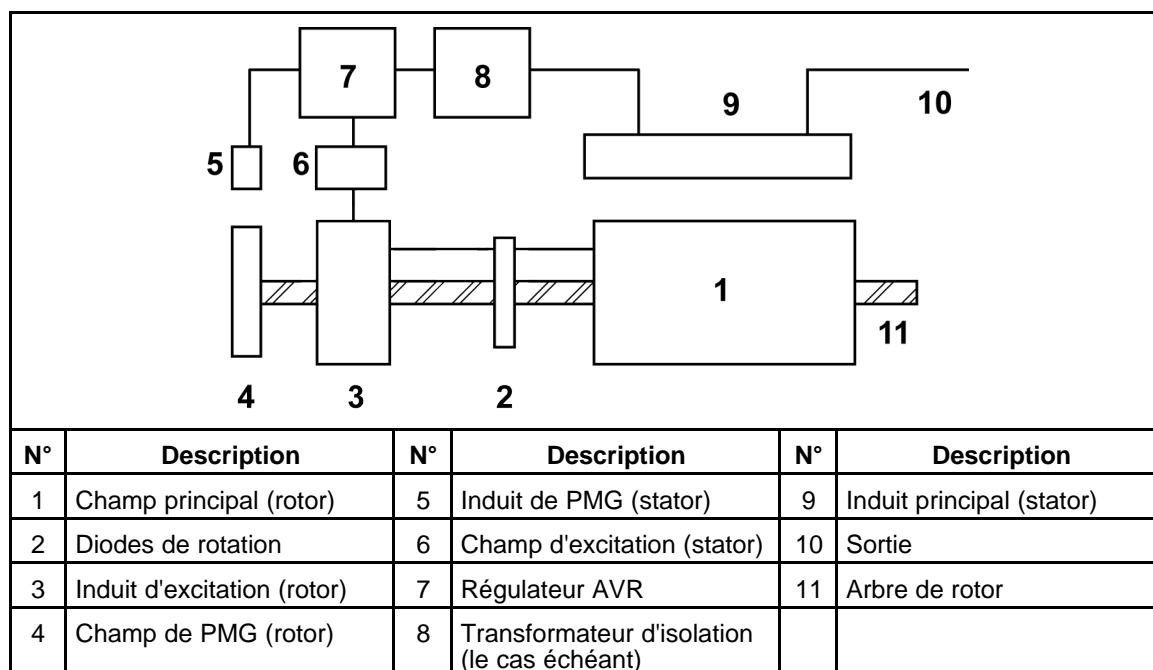 7 8
9 10
5 6
1
11
4 3 2
N° Description N° Description N° Description
1 Champ principal (rotor) 5 Induit de PMG (stator) 9 Induit principal (stator)
2 Diodes de rotation 6 Champ d'excitation (stator) 10 Sortie
3 Induit d'excitation (rotor) 7 Régulateur AVR 11 Arbre de rotor
4 Champ de PMG (rotor) 8 Transformateur d'isolation
(le cas échéant)